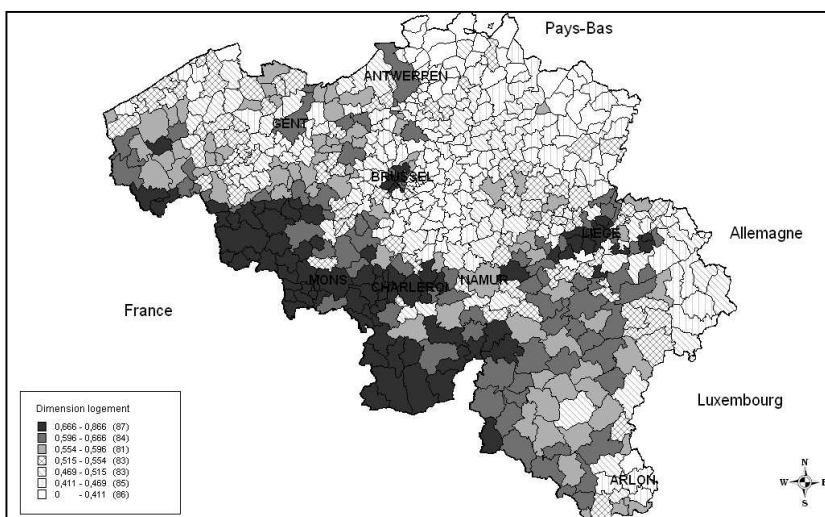 Pays-Bas
ANTWERPEN
GENT
BRUSSEL
LIEGE
Allemagne
MONS
CHARLEROI
NAMUR
France
Luxembourg
ARLON
Dimension logement
0,666 - 0,866 (87)
0,596 - 0,666 (84)
0,554 - 0,596 (81)
0,515 - 0,554 (83)
0,469 - 0,515 (83)
0,411 - 0,469 (85)
0 - 0,411 (86)
N
W E
S